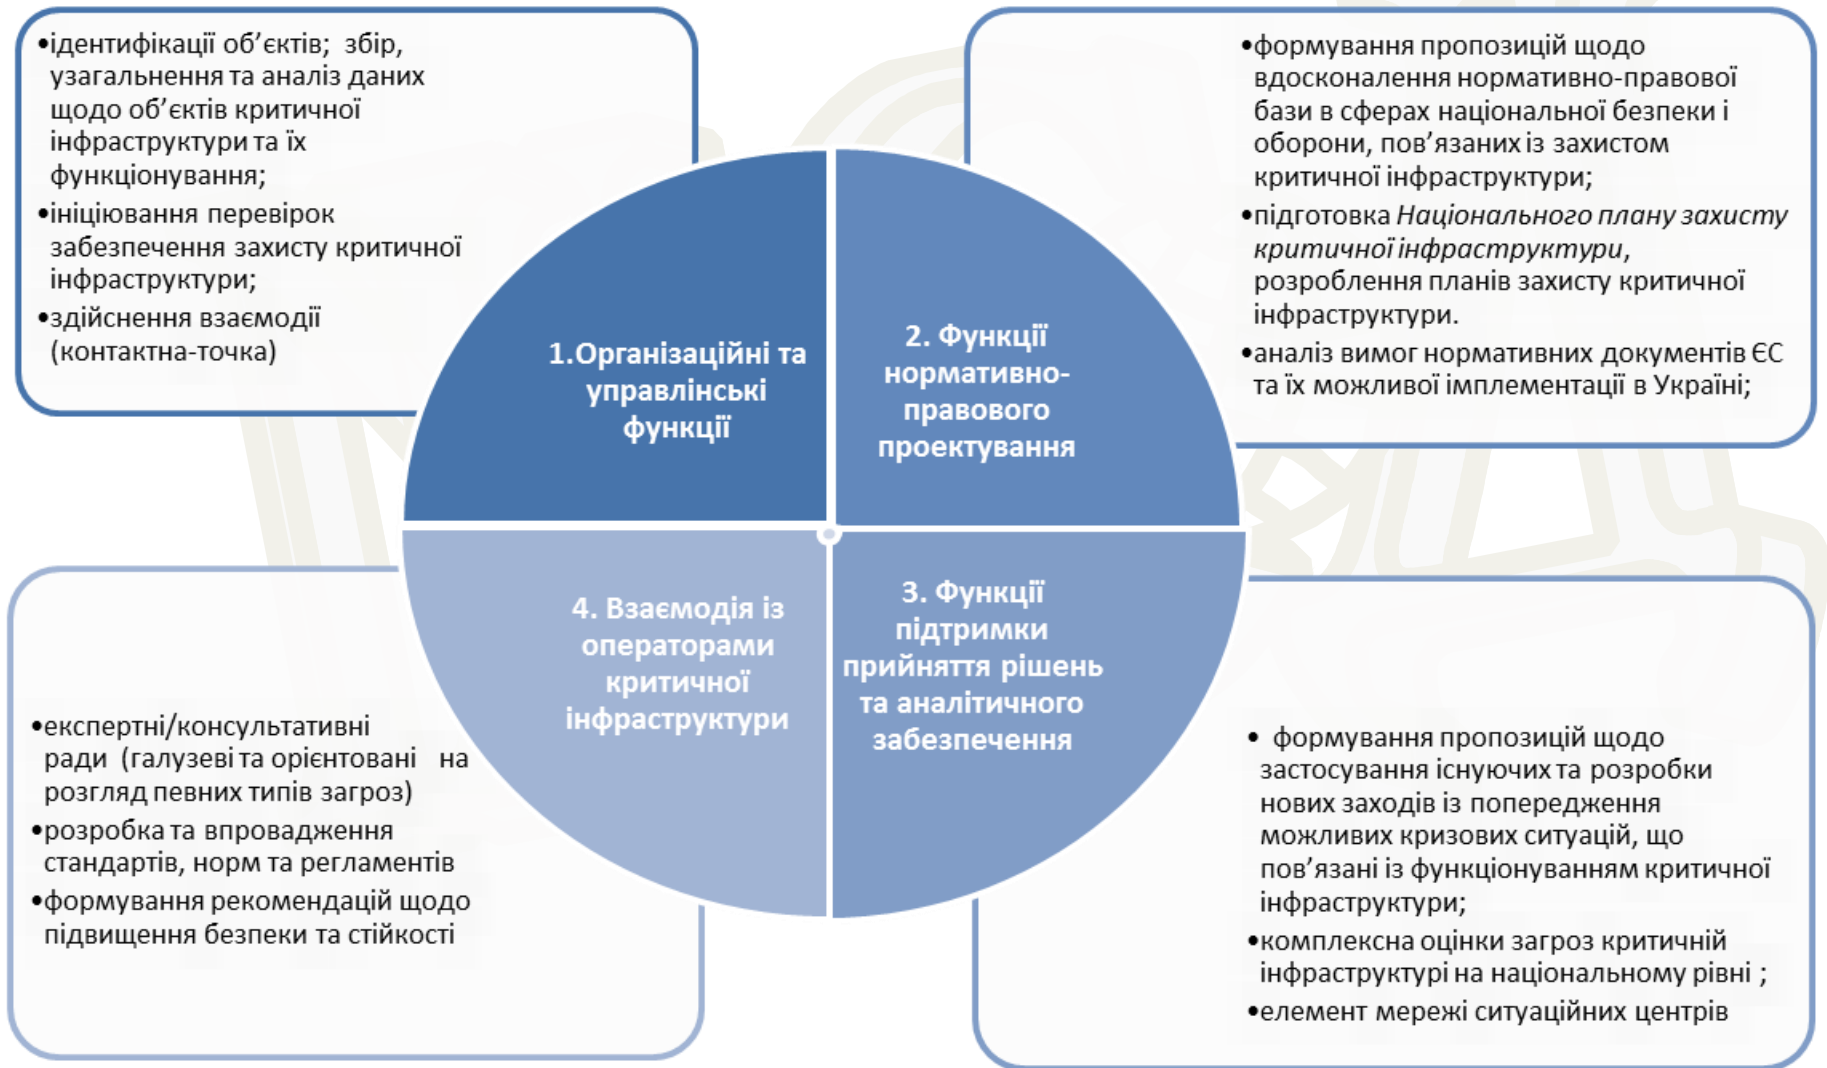 •ідентифікації об’єктів; збір,
узагальнення та аналіз даних
щодо об’єктів критичної
інфраструктури та їх
функціонування;
•ініціювання перевірок
забезпечення захисту критичної
інфраструктури;
•здійснення взаємодії
(контактна-точка)
•формування пропозицій щодо
вдосконалення нормативно-правової
бази в сферах національної безпеки і
оборони, пов’язаних із захистом
критичної інфраструктури;
•підготовка Національного плану захисту
критичної інфраструктури,
розроблення планів захисту критичної
інфраструктури.
•аналіз вимог нормативних документів ЄС
та їх можливої імплементації в Україні;
1.Організаційні та
управлінські
функції
2. Функції
нормативно-
правового
проектування
4. Взаємодія із
операторами
критичної
інфраструктури
3. Функції
підтримки
прийняття рішень
та аналітичного
забезпечення
•експертні/консультативні
ради (галузеві та орієнтовані на
розгляд певних типів загроз)
•розробка та впровадження
стандартів, норм та регламентів
•формування рекомендацій щодо
підвищення безпеки та стійкості
• формування пропозицій щодо
застосування існуючих та розробки
нових заходів із попередження
можливих кризових ситуацій, що
пов’язані із функціонуванням критичної
інфраструктури;
•комплексна оцінки загроз критичній
інфраструктурі на національному рівні ;
•елемент мережі ситуаційних центрів